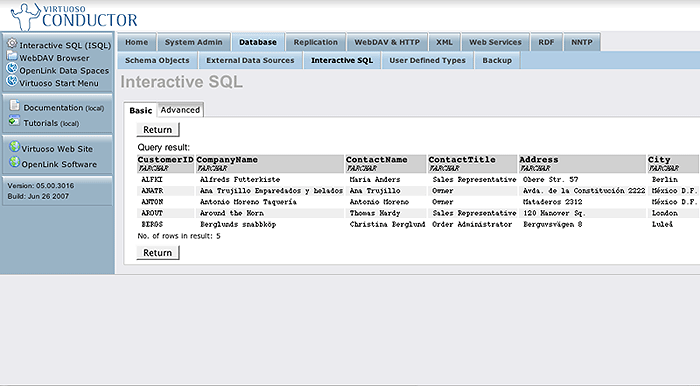 VIRTUOSO
CONDUCTOR
Interactive SQL (ISQL)
WebDAV Browser
OpenLink Data Spaces
Virtuoso Start Menu
Documentation (local)
Tutorials (local)
Virtuoso Web Site
OpenLink Software
Version: 05.00.3016
Build: Jun 26 2007
Home System Admin Database Replication WebDAV & HTTP XML Web Services RDF NNTP
Schema Objects External Data Sources Interactive SQL User Defined Types Backup
Interactive SQL
Basic Advanced
Return
Query result:
CustomerID CompanyName ContactName ContactTitle Address City
VARCHAR VARCHAR VARCHAR VARCHAR VARCHAR VARCHAR
ALFKI Alfreds Futterkiste Maria Anders Sales Representative Obere Str. 57 Berlin
ANATR Ana Trujillo Emparedados y helados Ana Trujillo Owner Avda. de la Constitución 2222 México D.F.
ANTON Antonio Moreno Taquería Antonio Moreno Owner Mataderos 2312 México D.F.
AROUT Around the Horn Thomas Hardy Sales Representative 120 Hanover Sq. London
BERGS Berglunds snabbköp Christina Berglund Order Administrator Berguvsvägen 8 Luleå
No. of rows in result: 5
Return